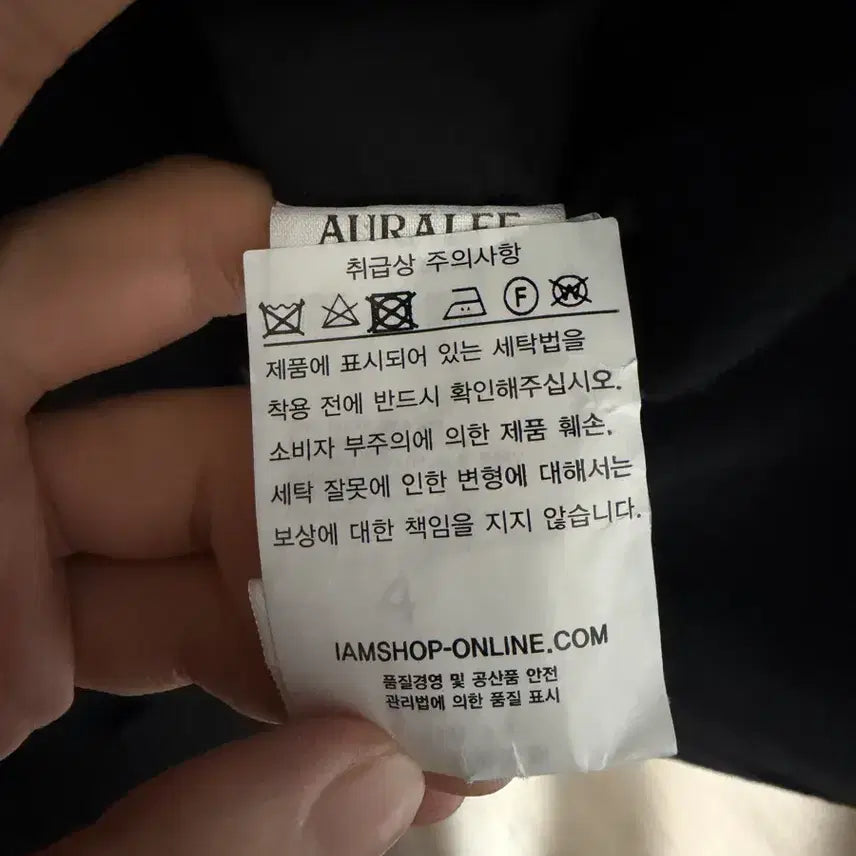 AURALEE
취급상 주의사항
F W
제품에 표시되어 있는 세탁법을
착용 전에 반드시 확인해주십시오.
소비자 부주의에 의한 제품 훼손,
세탁 잘못에 인한 변형에 대해서는
보상에 대한 책임을 지지 않습니다.
4
IAMSHOP-ONLINE.COM
품질경영 및 공산품 안전
관리법에 의한 품질 표시